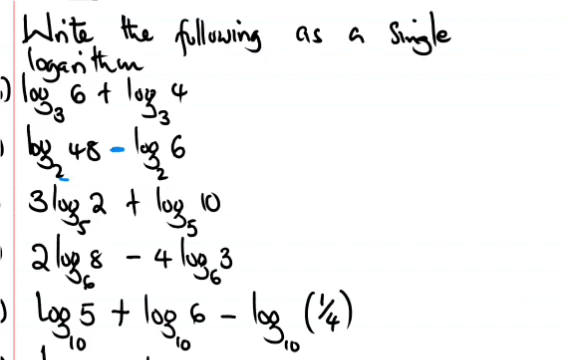 Write the following as a single
logarithm
) log₃ 6 + log₃ 4
) log₂ 48 - log₂ 6
3 log₅ 2 + log₅ 10
2 log₆ 8 - 4 log₆ 3
) log₁₀ 5 + log₁₀ 6 - log₁₀ (1/4)